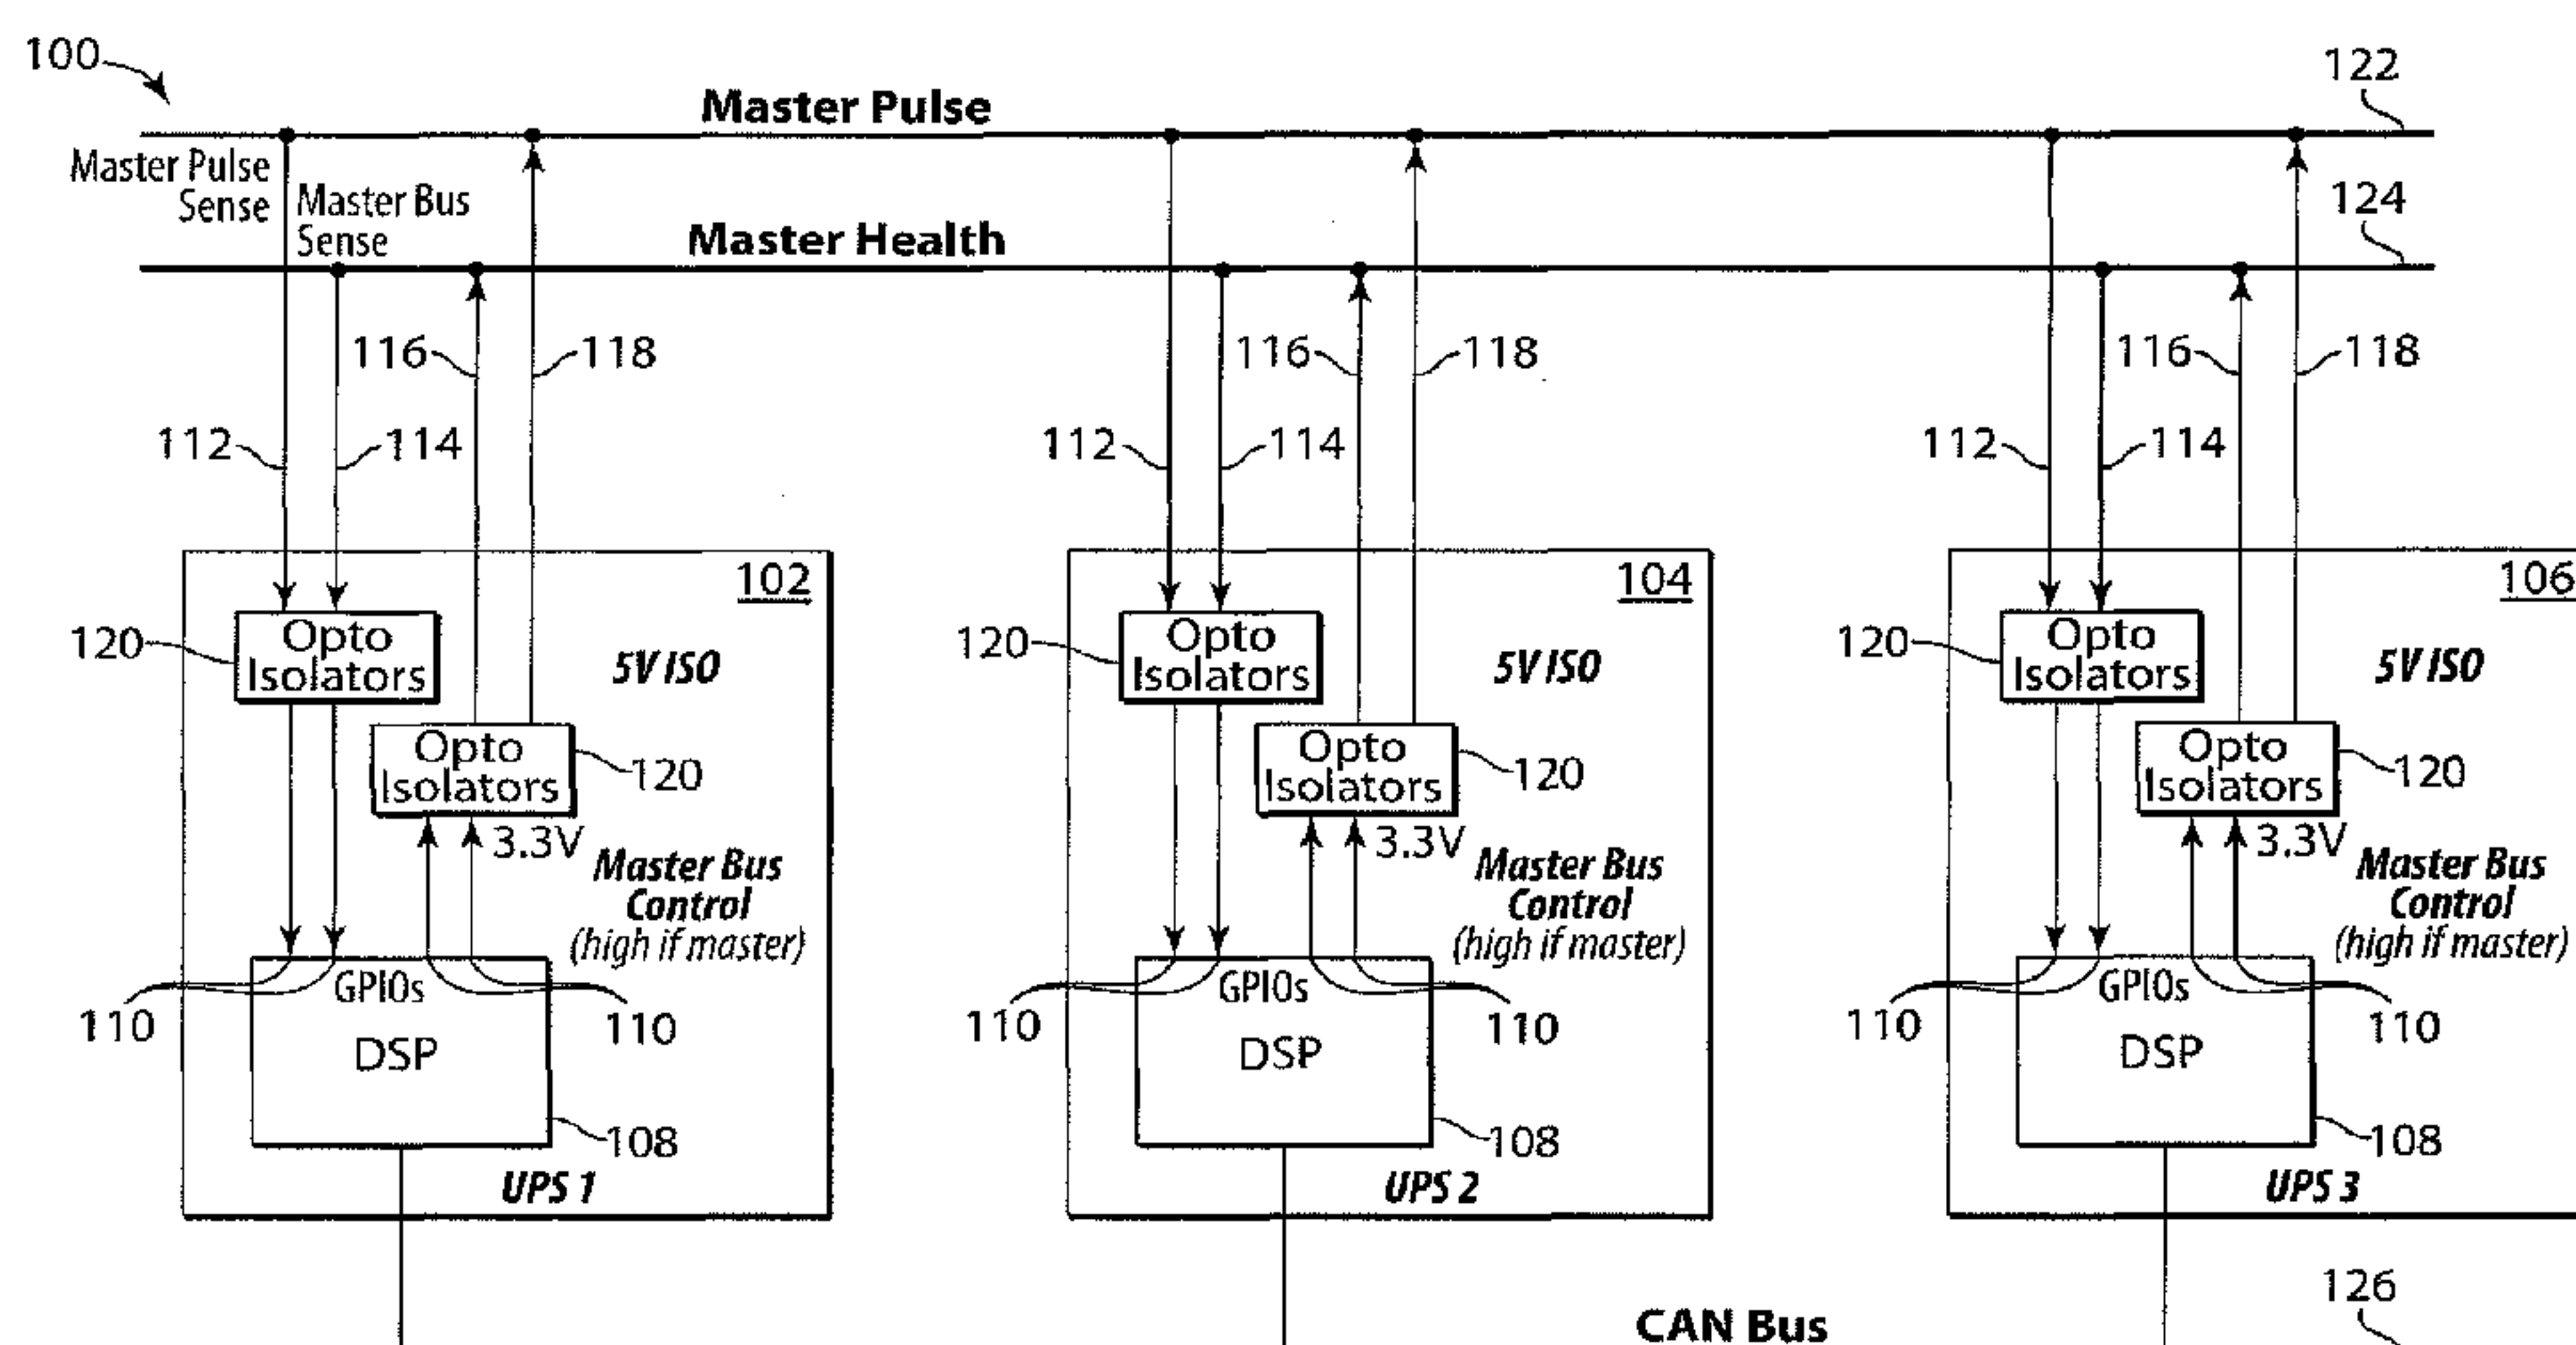 100
122
Master Pulse
Master Pulse
Sense
Master Bus
Sense
124
Master Health
116
118
116
118
116
118
112
114
112
114
112
114
102
104
106
120
Opto
Isolators
5V ISO
120
Opto
Isolators
5V ISO
120
Opto
Isolators
5V ISO
Opto
Isolators
120
Opto
Isolators
120
Opto
Isolators
120
3.3V
Master Bus
Control
(high if master)
3.3V
Master Bus
Control
(high if master)
3.3V
Master Bus
Control
(high if master)
110
GPIOs
110
DSP
110
GPIOs
110
DSP
110
GPIOs
110
DSP
108
108
108
UPS 1
UPS 2
UPS 3
126
CAN Bus